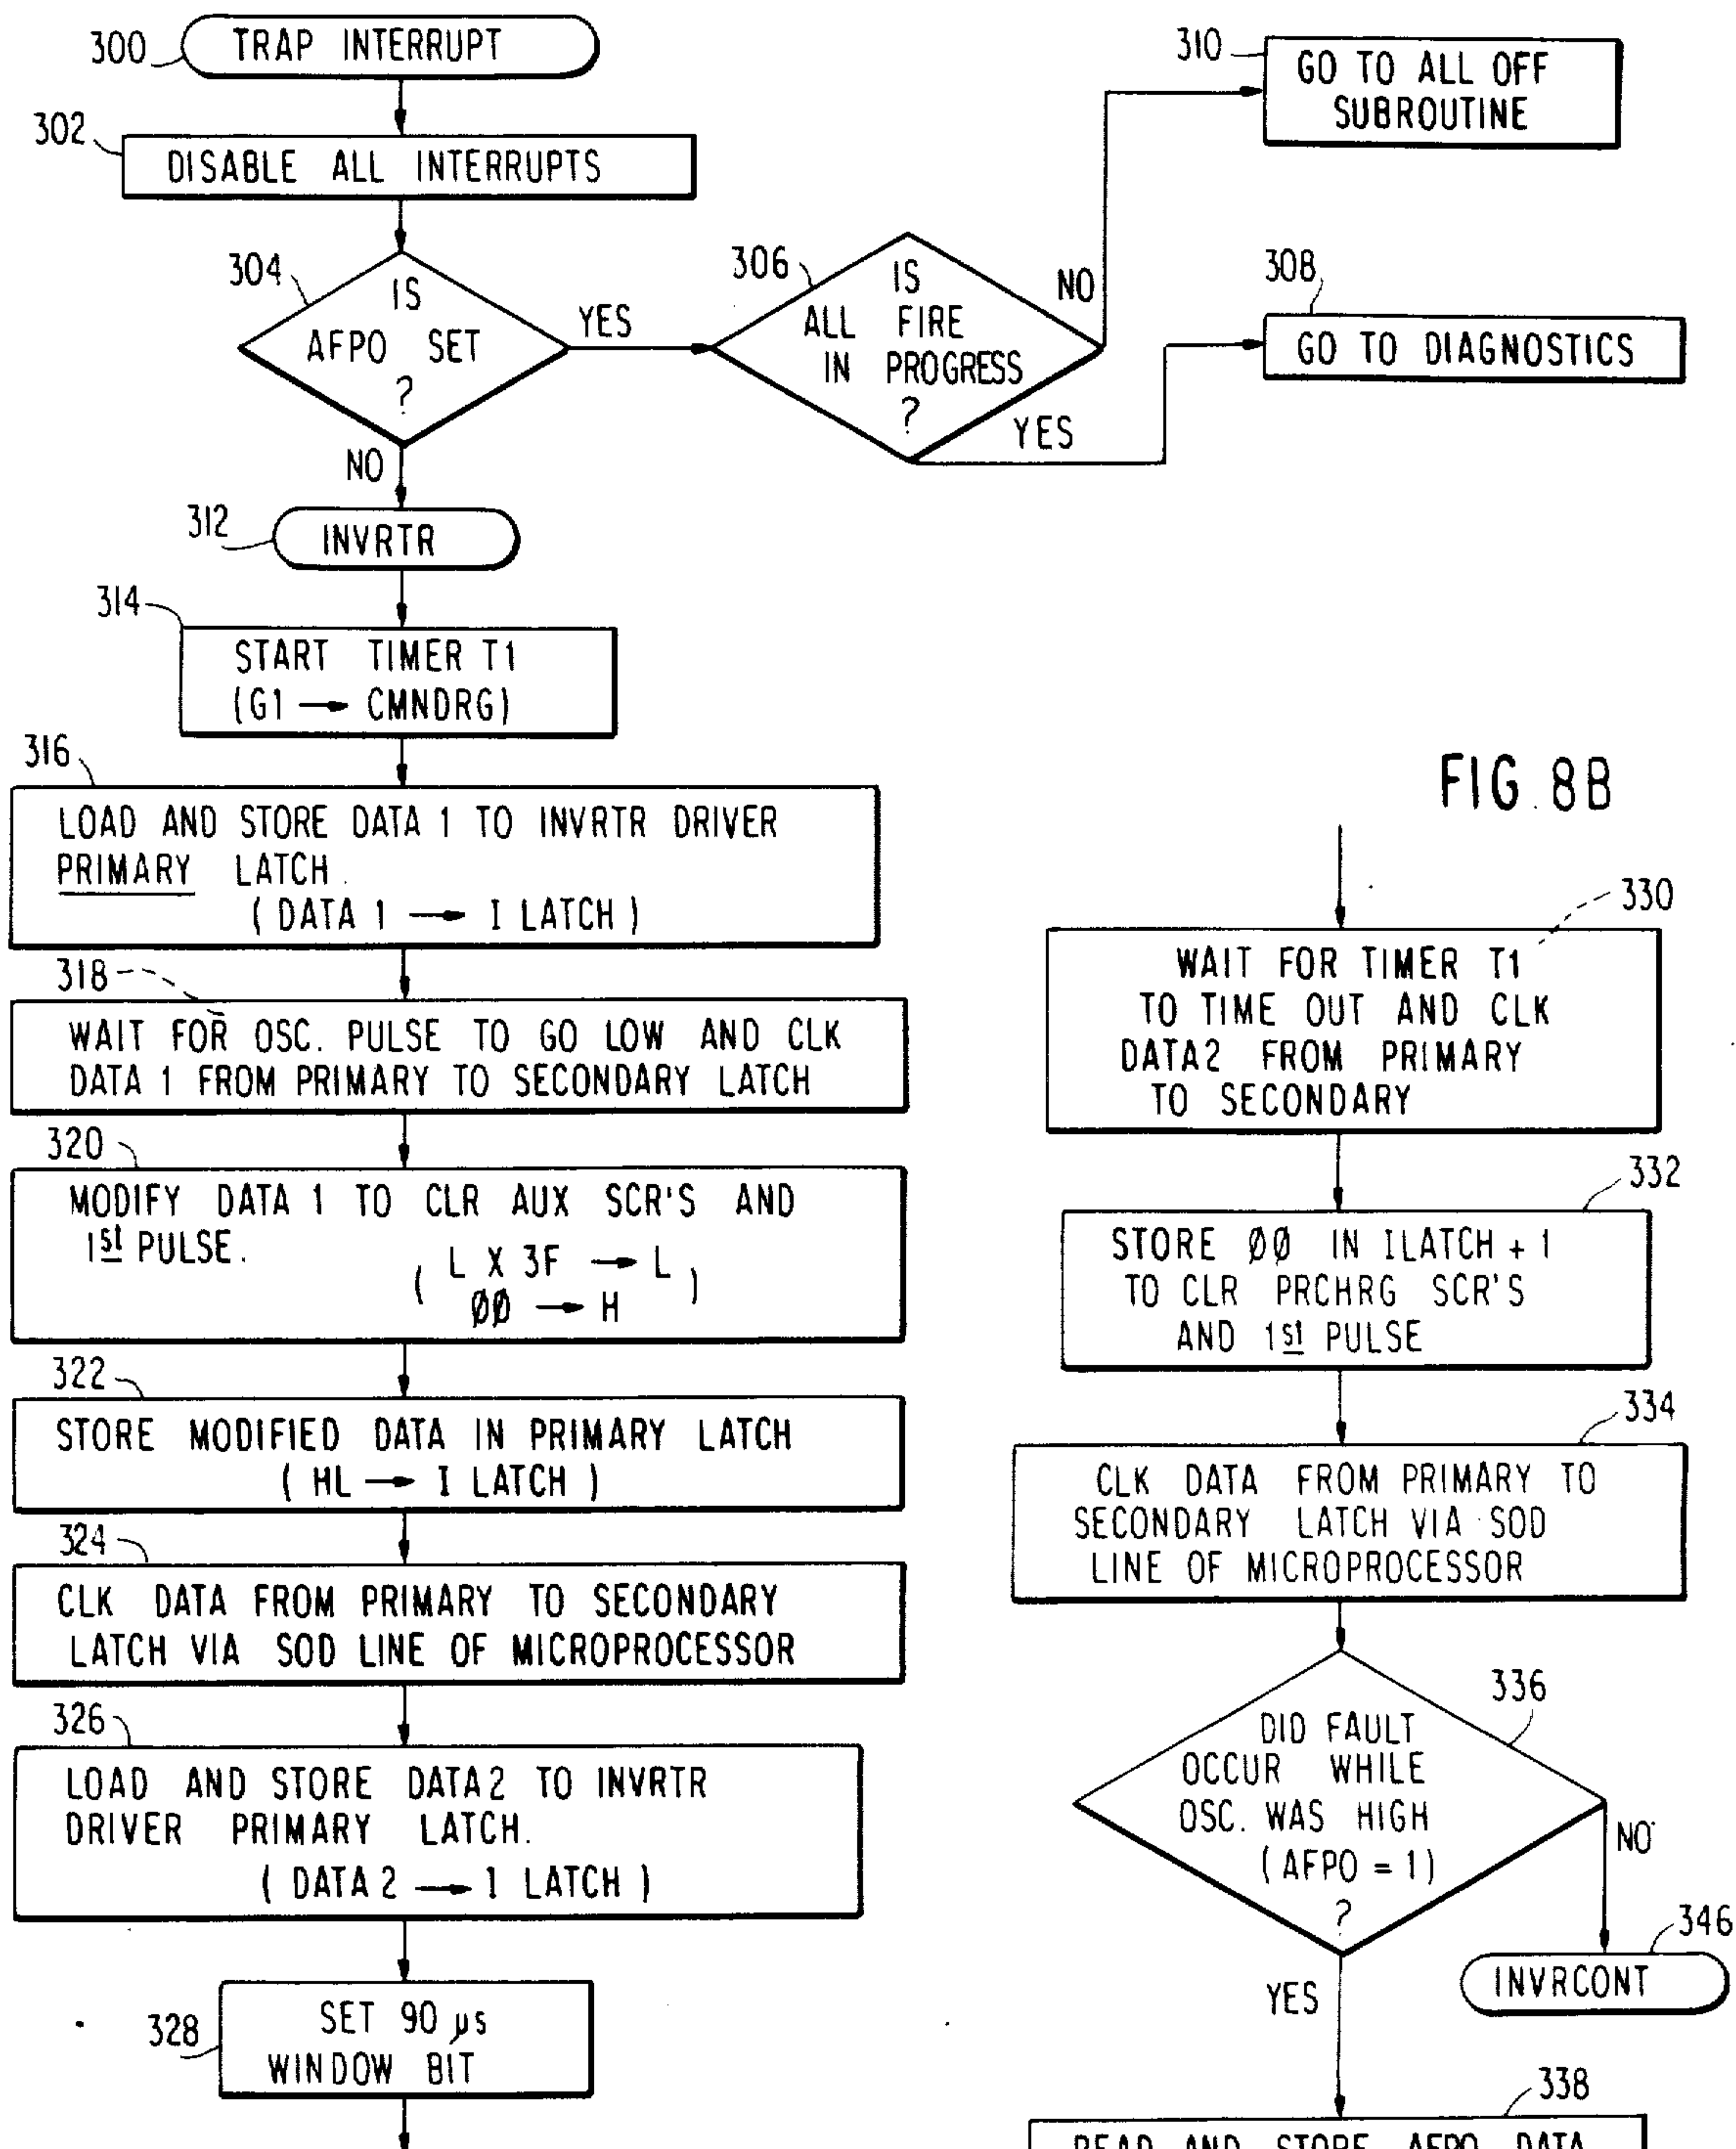 300
TRAP INTERRUPT
302
DISABLE ALL INTERRUPTS
304
IS
AFPO SET
?
YES
NO
306
IS
ALL FIRE
IN PROGRESS
?
NO
YES
310
GO TO ALL OFF
SUBROUTINE
308
GO TO DIAGNOSTICS
312
INVRTR
314
START TIMER T1
(G1 → CMNDRG)
316
LOAD AND STORE DATA 1 TO INVRTR DRIVER
PRIMARY LATCH.
( DATA 1 → I LATCH )
318
WAIT FOR OSC. PULSE TO GO LOW AND CLK
DATA 1 FROM PRIMARY TO SECONDARY LATCH
320
MODIFY DATA 1 TO CLR AUX SCR'S AND
1st PULSE.
( L X 3F → L
ØØ → H )
322
STORE MODIFIED DATA IN PRIMARY LATCH
( HL → I LATCH )
324
CLK DATA FROM PRIMARY TO SECONDARY
LATCH VIA SOD LINE OF MICROPROCESSOR
326
LOAD AND STORE DATA2 TO INVRTR
DRIVER PRIMARY LATCH.
( DATA 2 → 1 LATCH )
328
SET 90 µs
WINDOW BIT
FIG. 8B
330
WAIT FOR TIMER T1
TO TIME OUT AND CLK
DATA2 FROM PRIMARY
TO SECONDARY
332
STORE ØØ IN ILATCH + 1
TO CLR PRCHRG SCR'S
AND 1st PULSE
334
CLK DATA FROM PRIMARY TO
SECONDARY LATCH VIA SOD
LINE OF MICROPROCESSOR
336
DID FAULT
OCCUR WHILE
OSC. WAS HIGH
( AFPO = 1 )
?
NO
346
INVRCONT
YES
338
READ AND STORE AFPO DATA